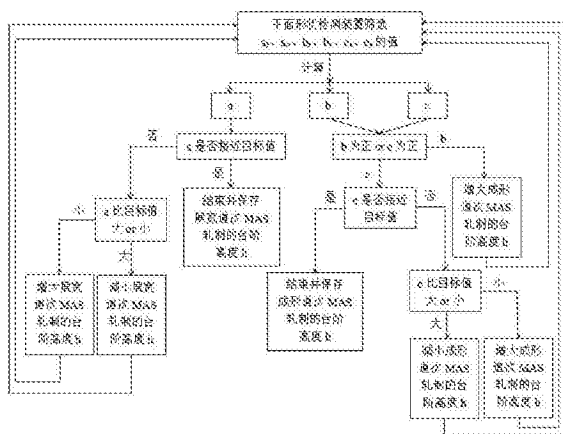 平面形状检测装置筛选
的值
计算
a
b
c
否
是
a 是否接近目标值
b 为正 or c 为正
b
c
结束并保存
展宽道次 MAS
轧制的台阶
高度 h
a 比目标值
大 or 小
小
大
增大展宽
道次 MAS
轧制的台
阶高度 h
减小展宽
道次 MAS
轧制的台
阶高度 h
是
c 是否接近
目标值
否
增大成形
道次 MAS
轧制的台
阶高度 h
结束并保存
成形道次 MAS
轧制的台阶
高度 h
c 比目标值
大 or 小
小
大
减小成形
道次 MAS
轧制的台
阶高度 h
增大成形
道次 MAS
轧制的台
阶高度 h